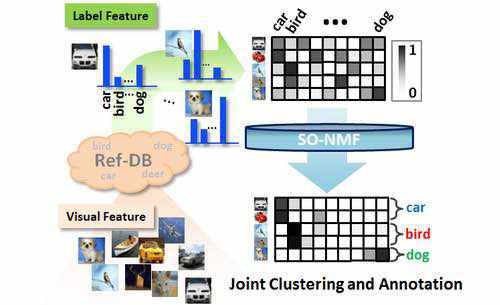 Label Feature
car
bird
...
dog
...
car
bird
...
dog
1
0
bird
dog
Ref-DB
car
deer
SO-NMF
Visual Feature
car
bird
dog
Joint Clustering and Annotation